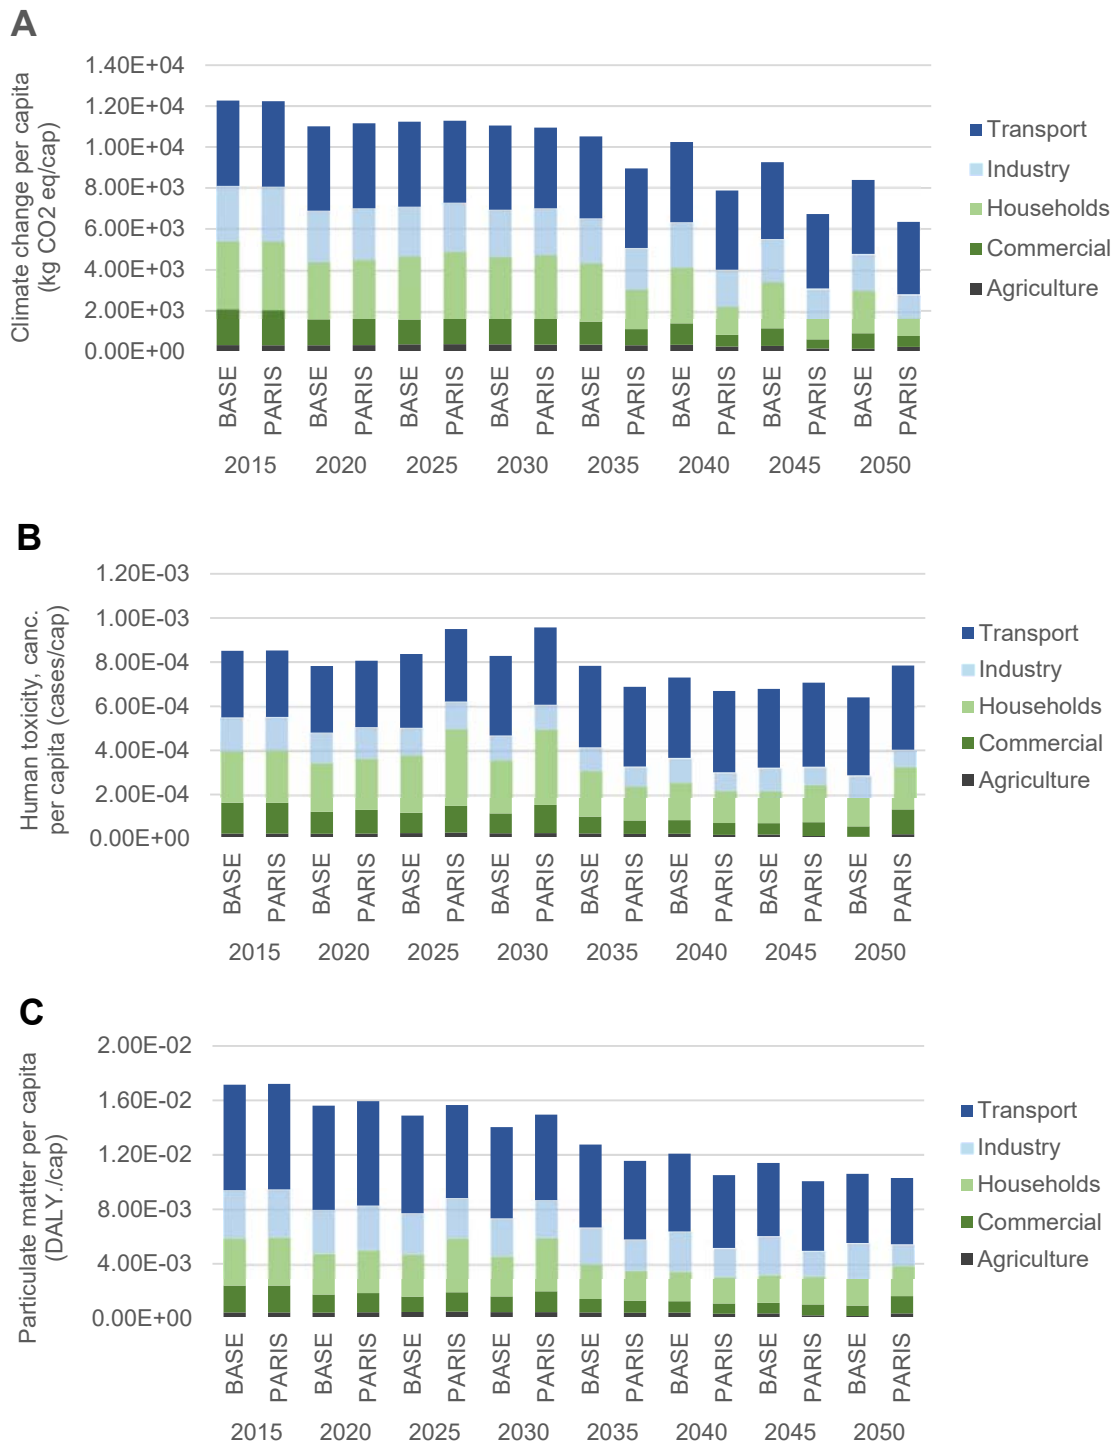 A
Climate change per capita
(kg CO2 eq/cap)
1.40E+04
1.20E+04
1.00E+04
8.00E+03
6.00E+03
4.00E+03
2.00E+03
0.00E+00
BASE PARIS BASE PARIS BASE PARIS BASE PARIS BASE PARIS BASE PARIS BASE PARIS BASE PARIS
2015 2020 2025 2030 2035 2040 2045 2050
Transport
Industry
Households
Commercial
Agriculture
B
Human toxicity, canc.
per capita (cases/cap)
1.20E-03
1.00E-03
8.00E-04
6.00E-04
4.00E-04
2.00E-04
0.00E+00
BASE PARIS BASE PARIS BASE PARIS BASE PARIS BASE PARIS BASE PARIS BASE PARIS BASE PARIS
2015 2020 2025 2030 2035 2040 2045 2050
Transport
Industry
Households
Commercial
Agriculture
C
Particulate matter per capita
(DALY./cap)
2.00E-02
1.60E-02
1.20E-02
8.00E-03
4.00E-03
0.00E+00
BASE PARIS BASE PARIS BASE PARIS BASE PARIS BASE PARIS BASE PARIS BASE PARIS BASE PARIS
2015 2020 2025 2030 2035 2040 2045 2050
Transport
Industry
Households
Commercial
Agriculture